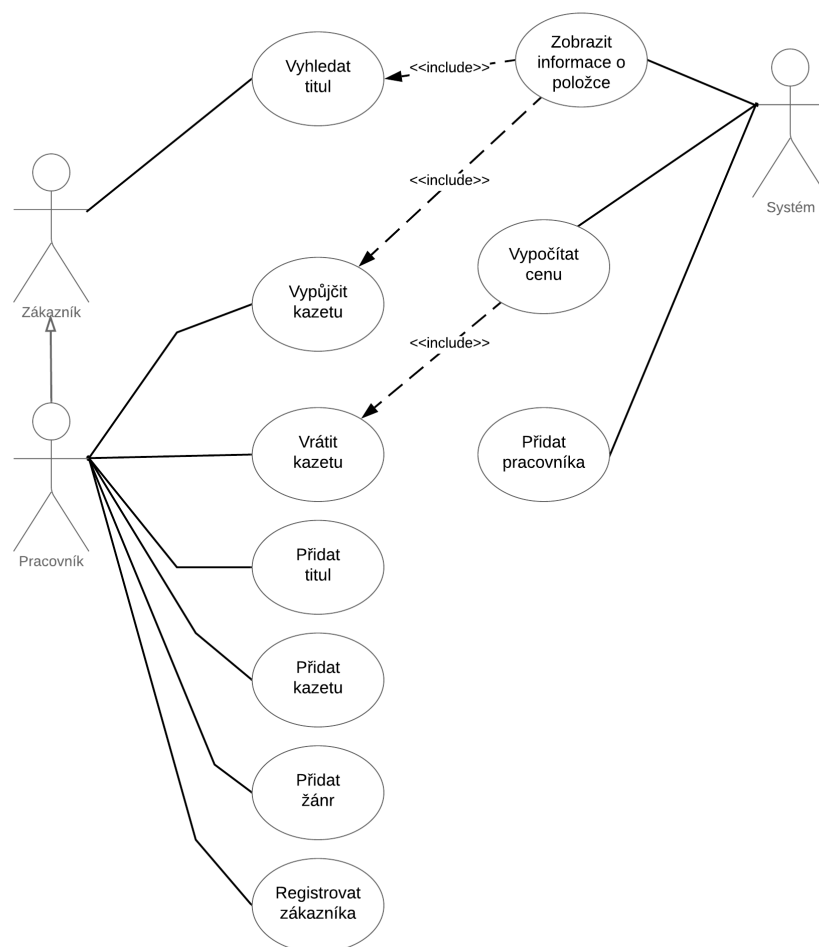 Vyhledat
titul
<<include>>
Zobrazit
informace o
položce
Systém
<<include>>
Zákazník
Vypůjčit
kazetu
Vypočítat
cenu
<<include>>
Vrátit
kazetu
Přidat
pracovníka
Pracovník
Přidat
titul
Přidat
kazetu
Přidat
žánr
Registrovat
zákazníka